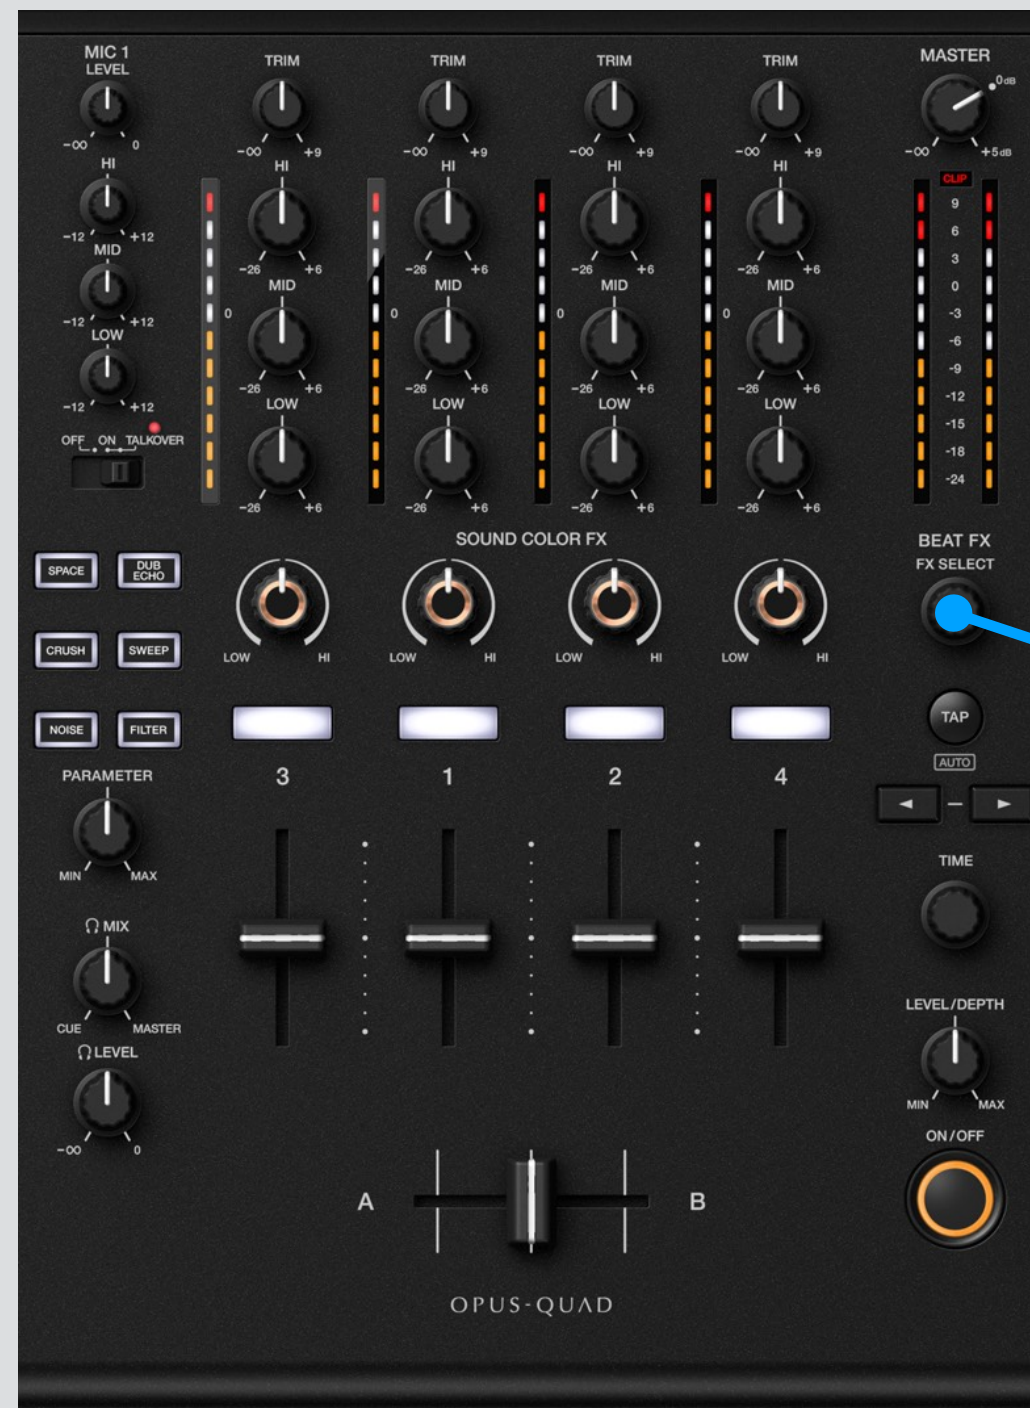 MIC 1
LEVEL
-∞ 0
HI
-12 +12
MID
-12 +12
LOW
-12 +12
OFF ON TALKOVER
TRIM TRIM TRIM TRIM
-∞ +9 -∞ +9 -∞ +9 -∞ +9
HI HI HI HI
-26 +6 -26 +6 -26 +6 -26 +6
MID MID MID MID
0 0 0 0
-26 +6 -26 +6 -26 +6 -26 +6
LOW LOW LOW LOW
-26 +6 -26 +6 -26 +6 -26 +6
MASTER
0dB
-∞ +5dB
CLIP
9
6
3
0
-3
-6
-9
-12
-15
-18
-24
SPACE DUB
ECHO
CRUSH SWEEP
NOISE FILTER
SOUND COLOR FX
LOW HI LOW HI LOW HI LOW HI
3 1 2 4
BEAT FX
FX SELECT
TAP
AUTO
◄ – ►
TIME
LEVEL/DEPTH
MIN MAX
ON/OFF
PARAMETER
MIN MAX
MIX
CUE MASTER
LEVEL
-∞ 0
A B
OPUS-QUAD